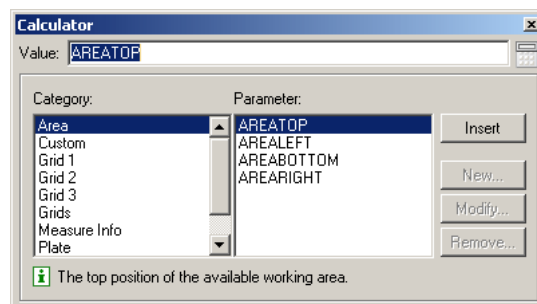 Calculator
Value: AREATOP
Category:
Parameter:
Area
Custom
Grid 1
Grid 2
Grid 3
Grids
Measure Info
Plate
AREATOP
AREALEFT
AREABOTTOM
AREARIGHT
Insert
New...
Modify...
Remove...
The top position of the available working area.